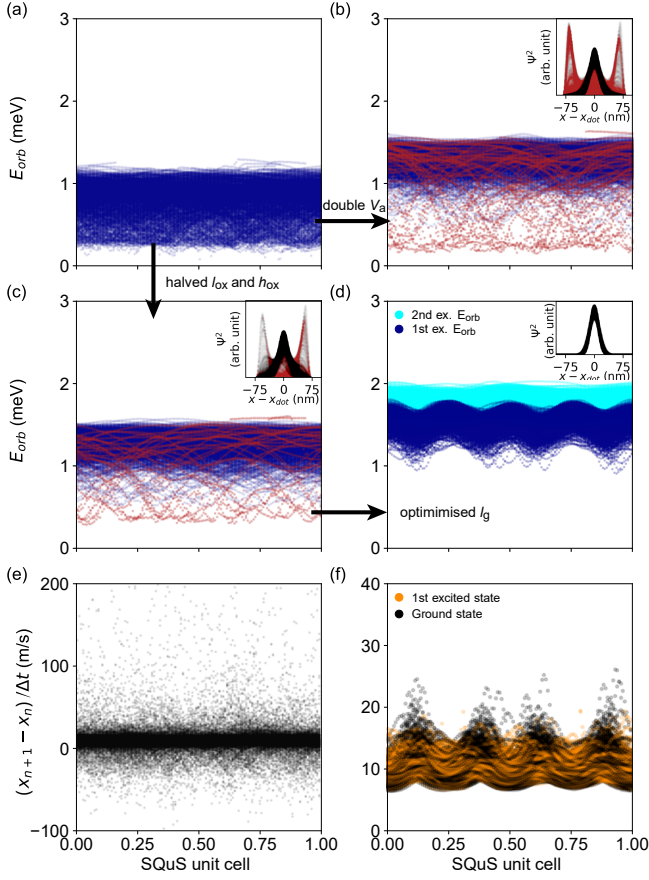 (a)
3
2
1
0
E_orb (meV)
double V_a
(b)
3
2
1
0
Ψ²
(arb. unit)
−75 0 75
x − x_dot (nm)
halved l_ox and h_ox
(c)
3
2
1
0
E_orb (meV)
Ψ²
(arb. unit)
−75 0 75
x − x_dot (nm)
(d)
3
2
1
0
2nd ex. E_orb
1st ex. E_orb
Ψ²
(arb. unit)
−75 0 75
x − x_dot (nm)
optimimised l_g
(e)
200
100
0
−100
(x_{n+1} − x_n) /Δt (m/s)
0.00 0.25 0.50 0.75 1.00
SQuS unit cell
(f)
40
30
20
10
0
1st excited state
Ground state
0.00 0.25 0.50 0.75 1.00
SQuS unit cell